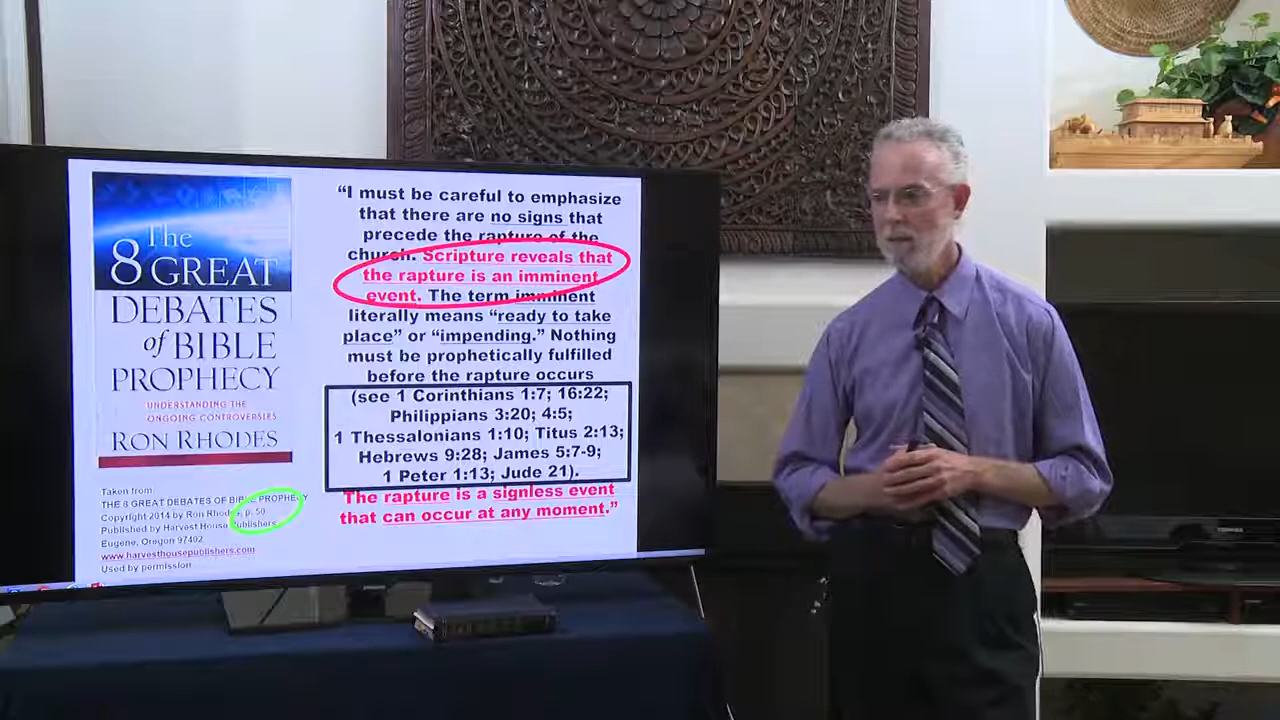 The
8 GREAT
DEBATES
of BIBLE
PROPHECY
UNDERSTANDING THE
ONGOING CONTROVERSIES
RON RHODES
Taken from
THE 8 GREAT DEBATES OF BIBLE PROPHECY
Copyright 2014 by Ron Rhodes, p. 50
Published by Harvest House Publishers
Eugene, Oregon 97402
www.harvesthousepublishers.com
Used by permission
“I must be careful to emphasize
that there are no signs that
precede the rapture of the
church. Scripture reveals that
the rapture is an imminent
event. The term imminent
literally means “ready to take
place” or “impending.” Nothing
must be prophetically fulfilled
before the rapture occurs
(see 1 Corinthians 1:7; 16:22;
Philippians 3:20; 4:5;
1 Thessalonians 1:10; Titus 2:13;
Hebrews 9:28; James 5:7-9;
1 Peter 1:13; Jude 21).
The rapture is a signless event
that can occur at any moment.”